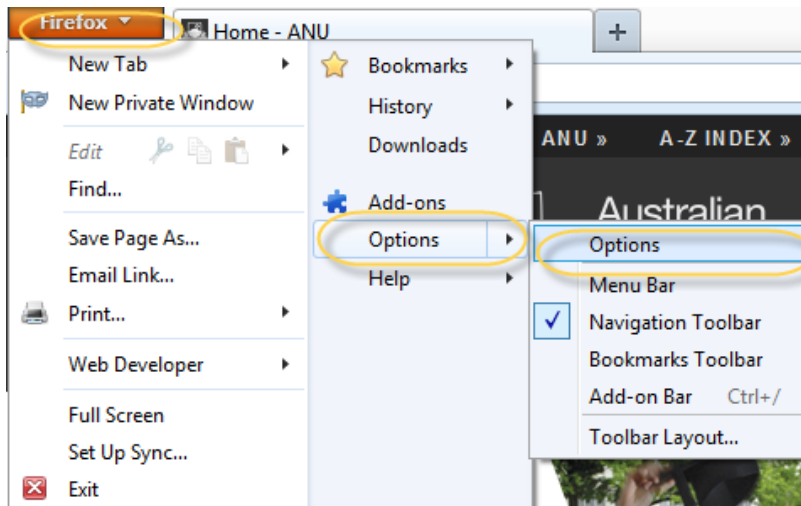 Firefox
Home - ANU
New Tab
New Private Window
Edit
Find...
Save Page As...
Email Link...
Print...
Web Developer
Full Screen
Set Up Sync...
Exit
Bookmarks
History
Downloads
Add-ons
Options
Help
ANU » A-Z INDEX »
Australian
Options
Menu Bar
Navigation Toolbar
Bookmarks Toolbar
Add-on Bar Ctrl+/
Toolbar Layout...